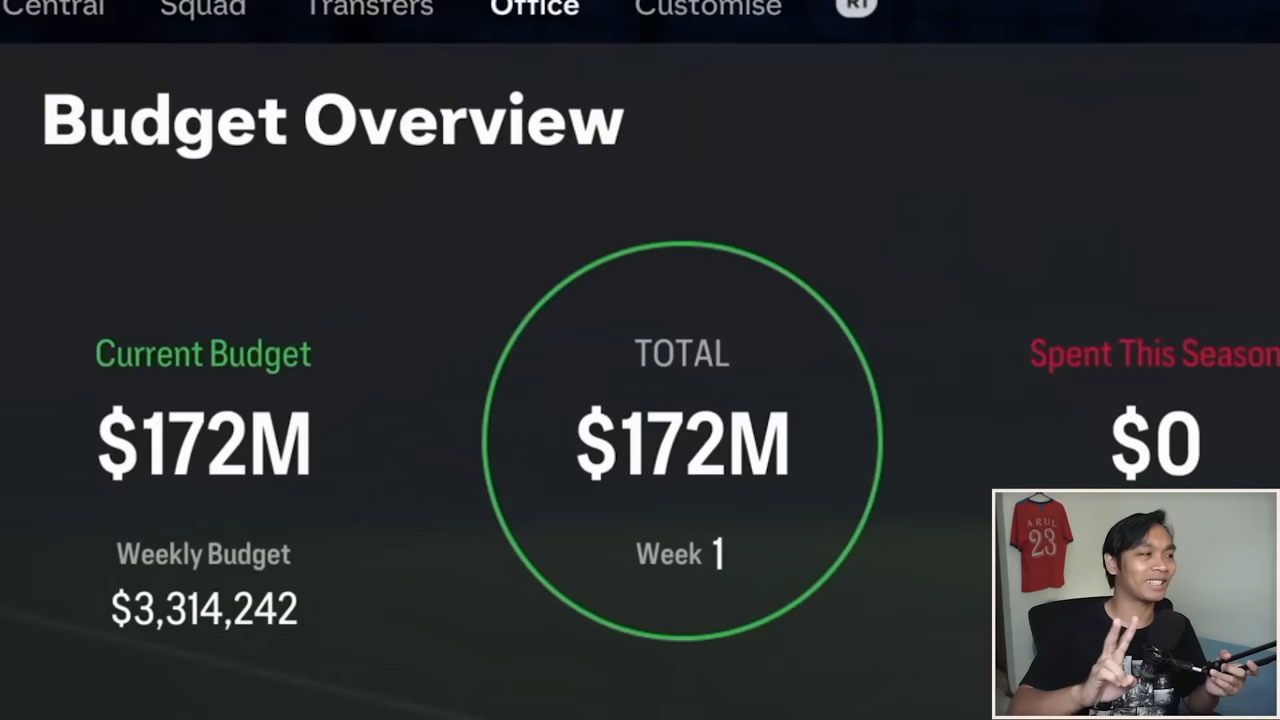 Central Squad Transfers Office Customise R1
Budget Overview
Current Budget TOTAL Spent This Season
$172M $172M $0
Weekly Budget Week 1
$3,314,242
ARUL
23